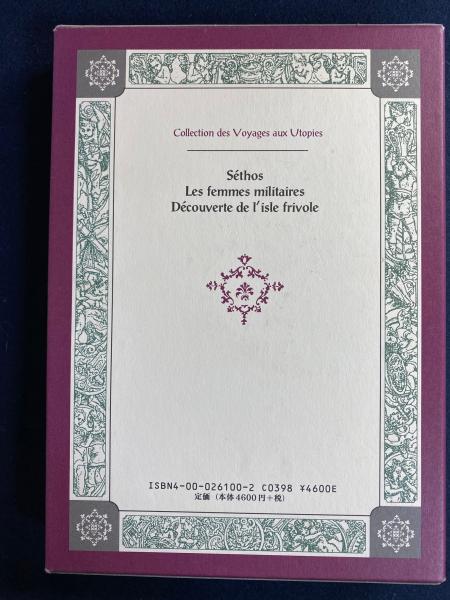 Collection des Voyages aux Utopies
Séthos
Les femmes militaires
Découverte de l'isle frivole
ISBN4-00-026100-2 C0398 ¥4600E
定価(本体4600円+税)